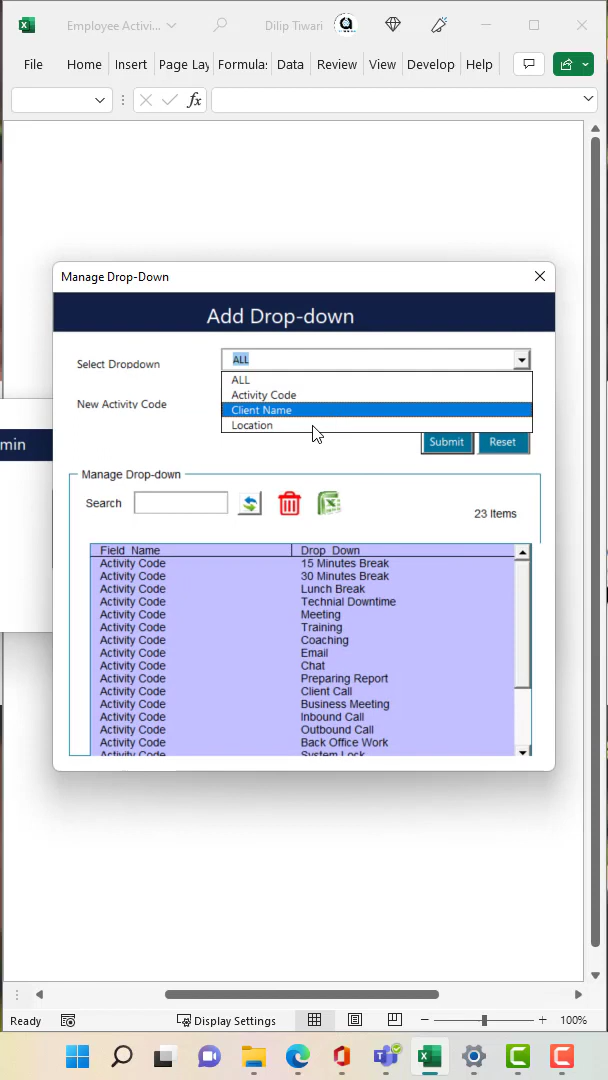 Employee Activi...
Dilip Tiwari
File
Home
Insert
Page Lay
Formula
Data
Review
View
Develop
Help
fx
Manage Drop-Down
Add Drop-down
Select Dropdown
ALL
ALL
Activity Code
Client Name
Location
New Activity Code
min
Submit
Reset
Manage Drop-down
Search
23 Items
Field_Name Drop_Down
Activity Code 15 Minutes Break
Activity Code 30 Minutes Break
Activity Code Lunch Break
Activity Code Technial Downtime
Activity Code Meeting
Activity Code Training
Activity Code Coaching
Activity Code Email
Activity Code Chat
Activity Code Preparing Report
Activity Code Client Call
Activity Code Business Meeting
Activity Code Inbound Call
Activity Code Outbound Call
Activity Code Back Office Work
Activity Code System Lock
Ready
Display Settings
100%